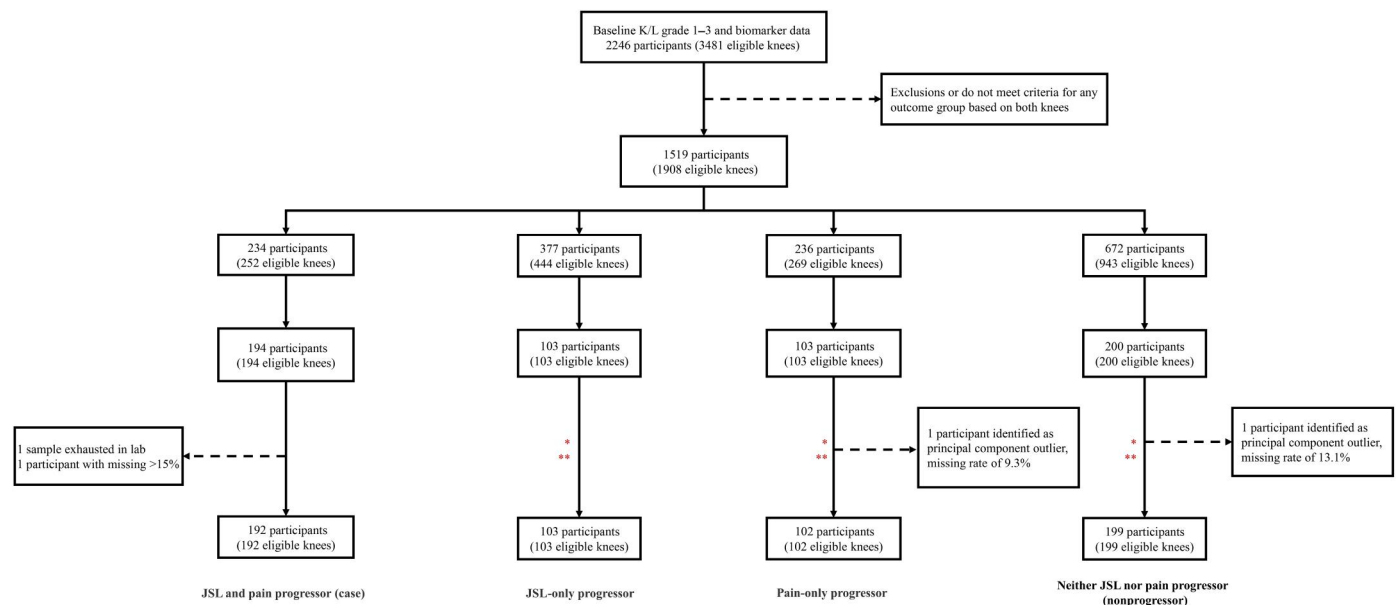 Baseline K/L grade 1–3 and biomarker data
2246 participants (3481 eligible knees)
Exclusions or do not meet criteria for any
outcome group based on both knees
1519 participants
(1908 eligible knees)
234 participants
(252 eligible knees)
377 participants
(444 eligible knees)
236 participants
(269 eligible knees)
672 participants
(943 eligible knees)
194 participants
(194 eligible knees)
103 participants
(103 eligible knees)
103 participants
(103 eligible knees)
200 participants
(200 eligible knees)
1 sample exhausted in lab
1 participant with missing >15%
*
**
*
**
1 participant identified as
principal component outlier,
missing rate of 9.3%
*
**
1 participant identified as
principal component outlier,
missing rate of 13.1%
192 participants
(192 eligible knees)
103 participants
(103 eligible knees)
102 participants
(102 eligible knees)
199 participants
(199 eligible knees)
JSL and pain progressor (case)
JSL-only progressor
Pain-only progressor
Neither JSL nor pain progressor
(nonprogressor)